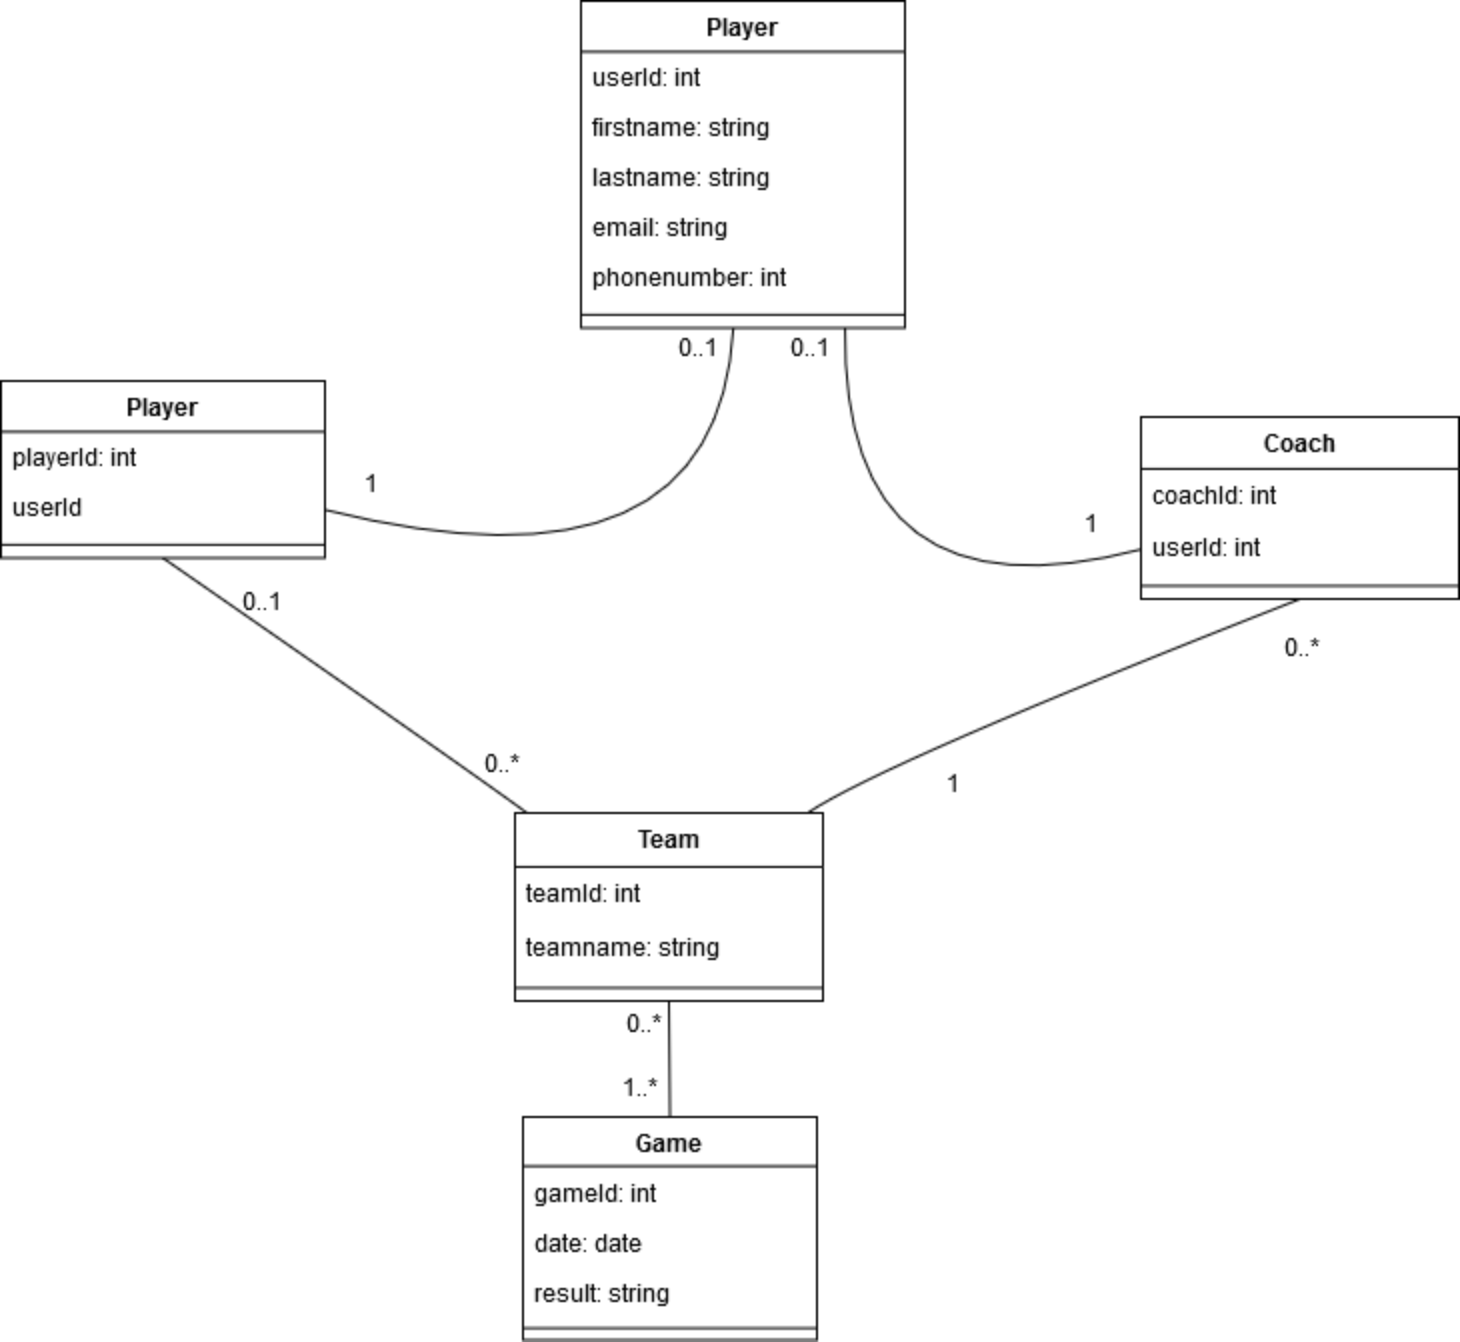 Player
userId: int
firstname: string
lastname: string
email: string
phonenumber: int
0..1
0..1
Player
playerId: int
userId
1
0..1
Coach
coachId: int
userId: int
1
0..*
0..*
1
Team
teamId: int
teamname: string
0..*
1..*
Game
gameId: int
date: date
result: string